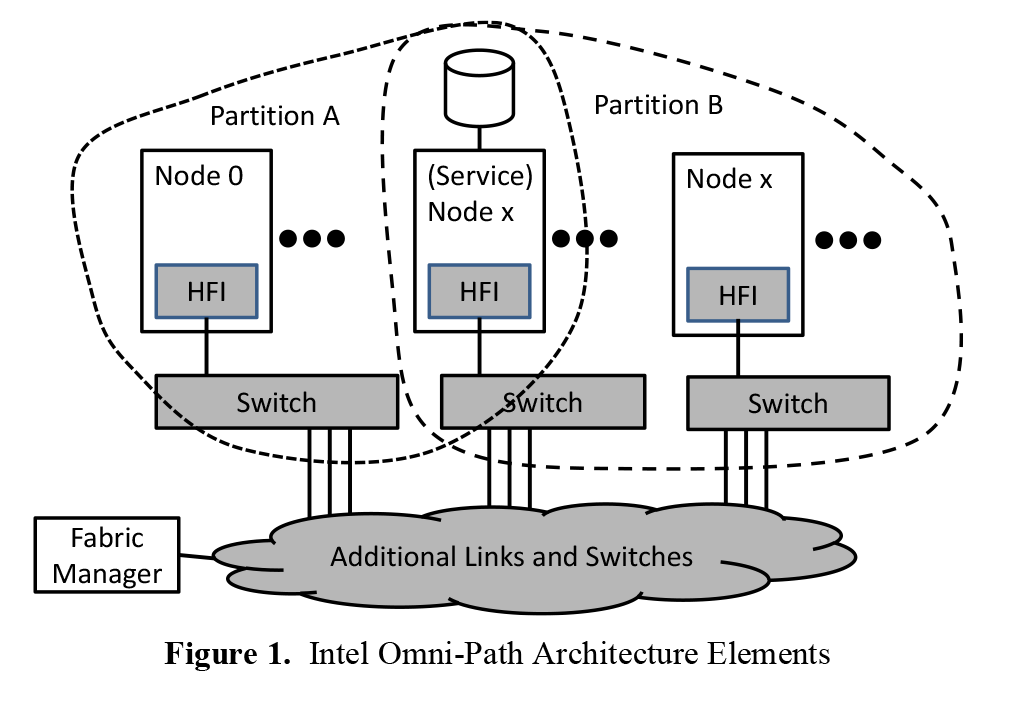 Partition A
Partition B
Node 0
(Service)
Node x
Node x
HFI
HFI
HFI
Switch
Switch
Switch
Fabric
Manager
Additional Links and Switches
Figure 1. Intel Omni-Path Architecture Elements